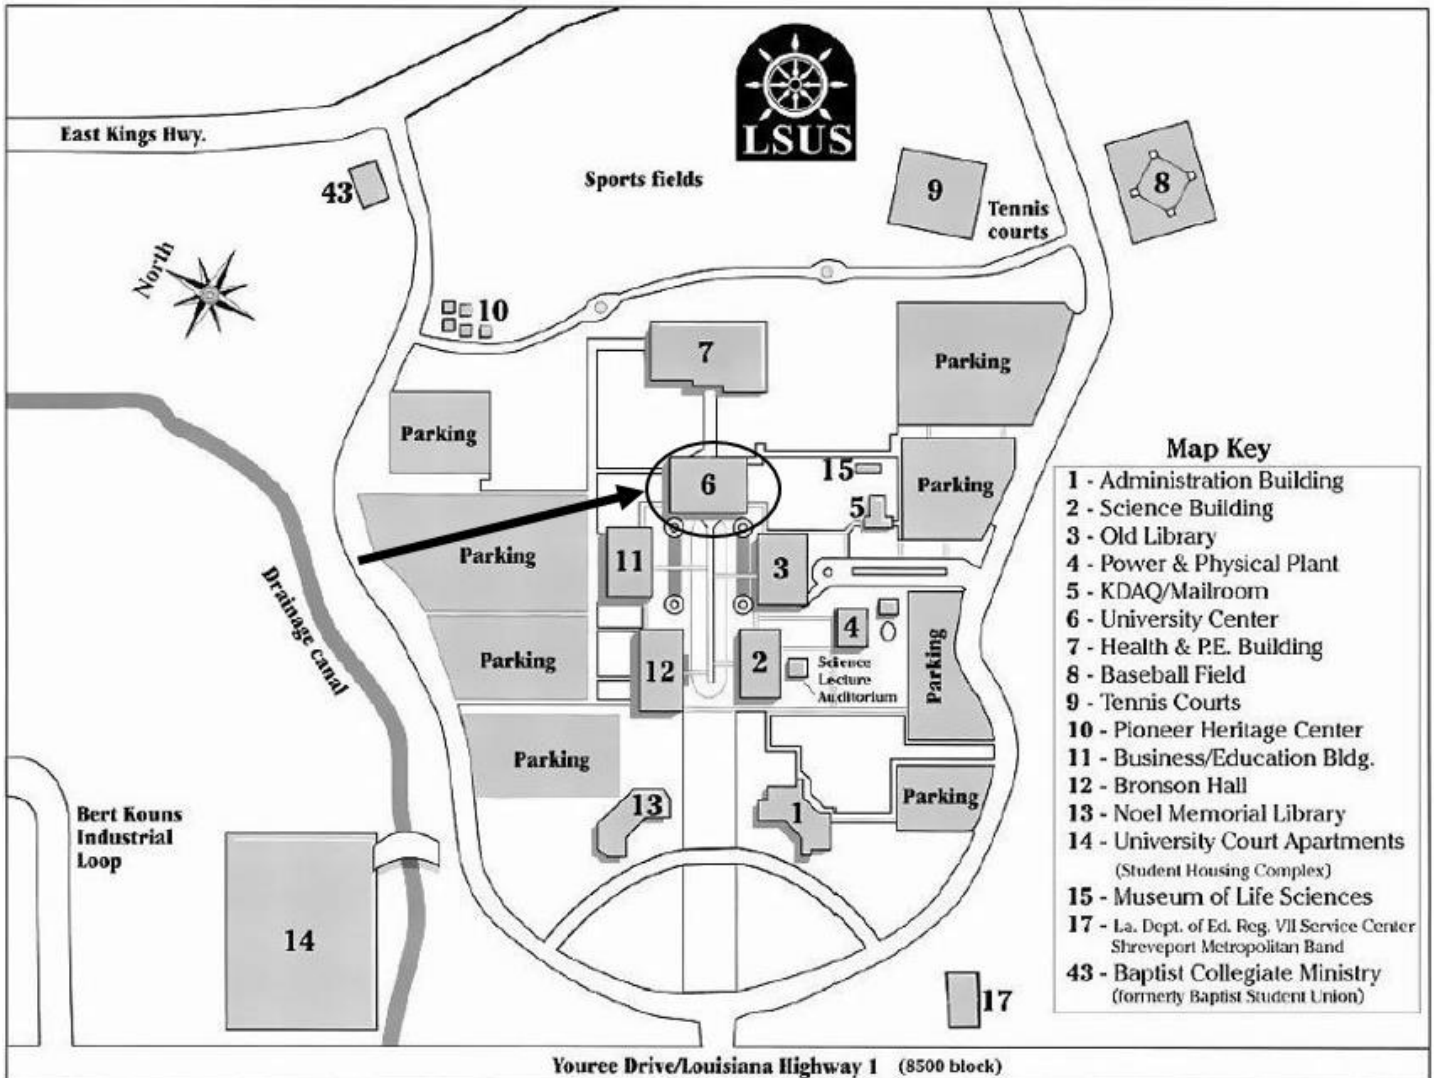 LSUS
East Kings Hwy.
Sports fields
43
9
8
Tennis
courts
North
10
7
Parking
Parking
6
15
Parking
5
Parking
11
3
Drainage canal
4
Parking
12
2
Science
Lecture
Auditorium
Parking
Parking
Bert Kouns
Industrial
Loop
13
1
Parking
14
17
Youree Drive/Louisiana Highway 1 (8500 block)
Map Key
1 - Administration Building
2 - Science Building
3 - Old Library
4 - Power & Physical Plant
5 - KDAQ/Mailroom
6 - University Center
7 - Health & P.E. Building
8 - Baseball Field
9 - Tennis Courts
10 - Pioneer Heritage Center
11 - Business/Education Bldg.
12 - Bronson Hall
13 - Noel Memorial Library
14 - University Court Apartments
(Student Housing Complex)
15 - Museum of Life Sciences
17 - La. Dept. of Ed. Reg. VII Service Center
Shreveport Metropolitan Band
43 - Baptist Collegiate Ministry
(formerly Baptist Student Union)